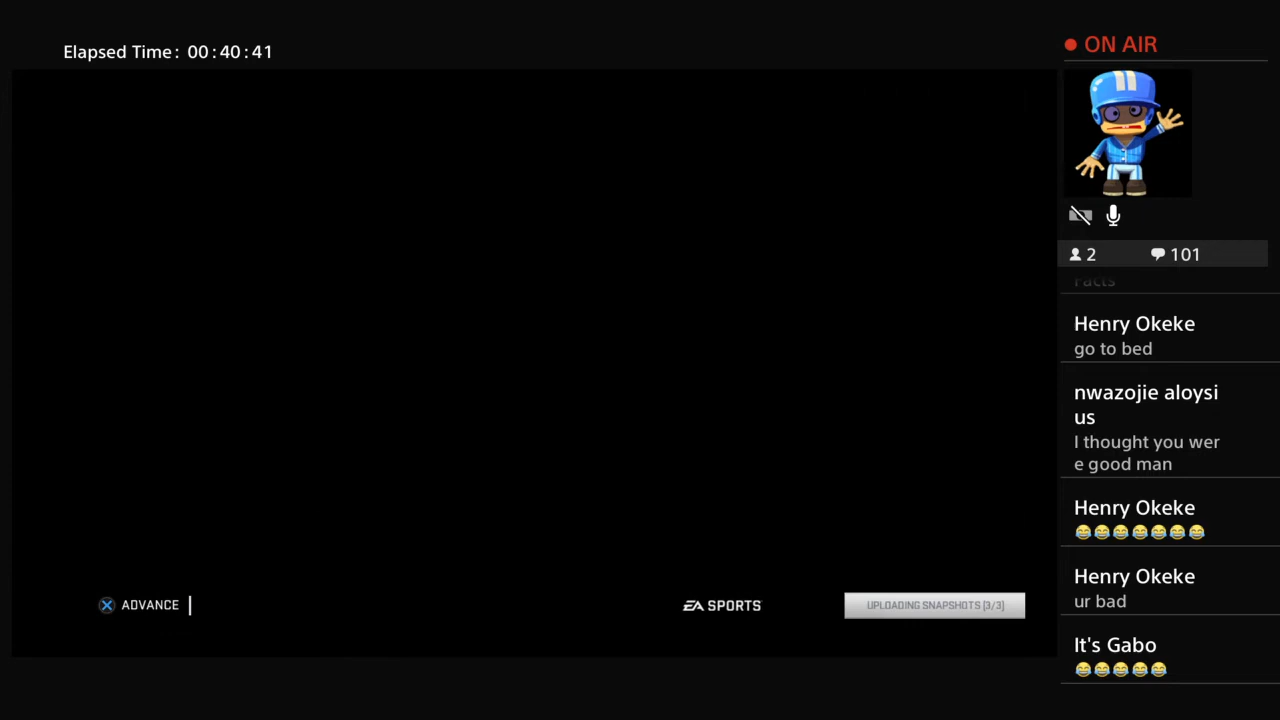 Elapsed Time: 00:40:41
ON AIR
2 101
Facts
Henry Okeke
go to bed
nwazojie aloysi
us
I thought you wer
e good man
Henry Okeke
😂😂😂😂😂😂😂
Henry Okeke
ur bad
It's Gabo
😂😂😂😂😂
ADVANCE
EA SPORTS
UPLOADING SNAPSHOTS (3/3)